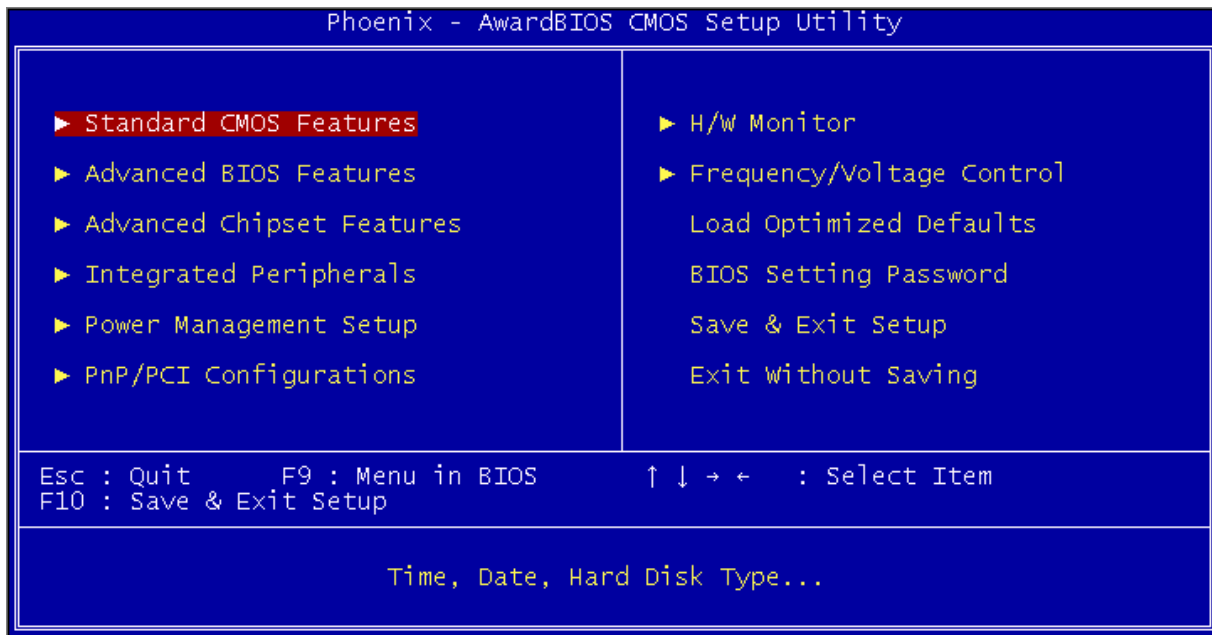 Phoenix - AwardBIOS CMOS Setup Utility
► Standard CMOS Features
► Advanced BIOS Features
► Advanced Chipset Features
► Integrated Peripherals
► Power Management Setup
► PnP/PCI Configurations
► H/W Monitor
► Frequency/Voltage Control
Load Optimized Defaults
BIOS Setting Password
Save & Exit Setup
Exit Without Saving
Esc : Quit F9 : Menu in BIOS ↑ ↓ → ← : Select Item
F10 : Save & Exit Setup
Time, Date, Hard Disk Type...